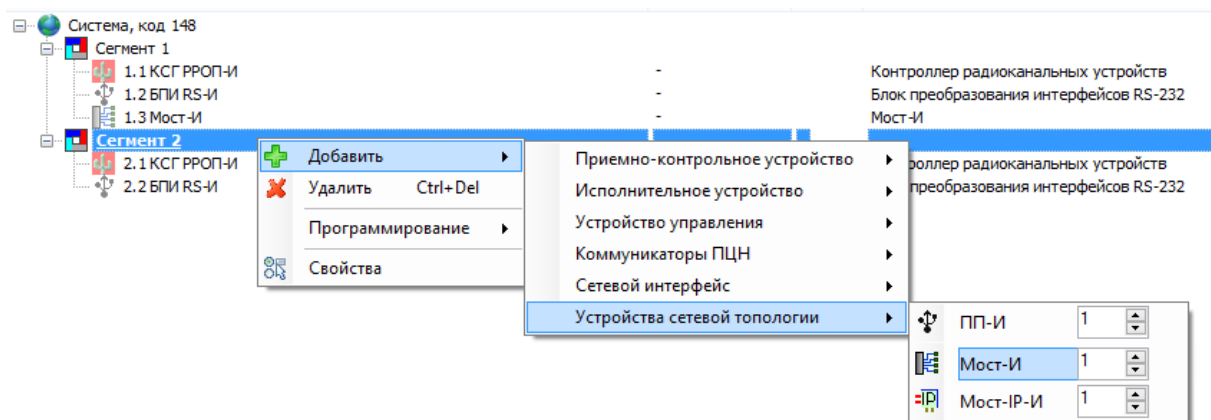 Система, код 148
Сегмент 1
1.1 КСГ РРОП-И - Контроллер радиоканальных устройств
1.2 БПИ RS-И - Блок преобразования интерфейсов RS-232
1.3 Мост-И Мост-И
Сегмент 2
2.1 КСГ РРОП-И роллер радиоканальных устройств
2.2 БПИ RS-И преобразования интерфейсов RS-232
Добавить
Удалить Ctrl+Del
Программирование
Свойства
Приемно-контрольное устройство
Исполнительное устройство
Устройство управления
Коммуникаторы ПЦН
Сетевой интерфейс
Устройства сетевой топологии
ПП-И 1
Мост-И 1
Мост-IP-И 1